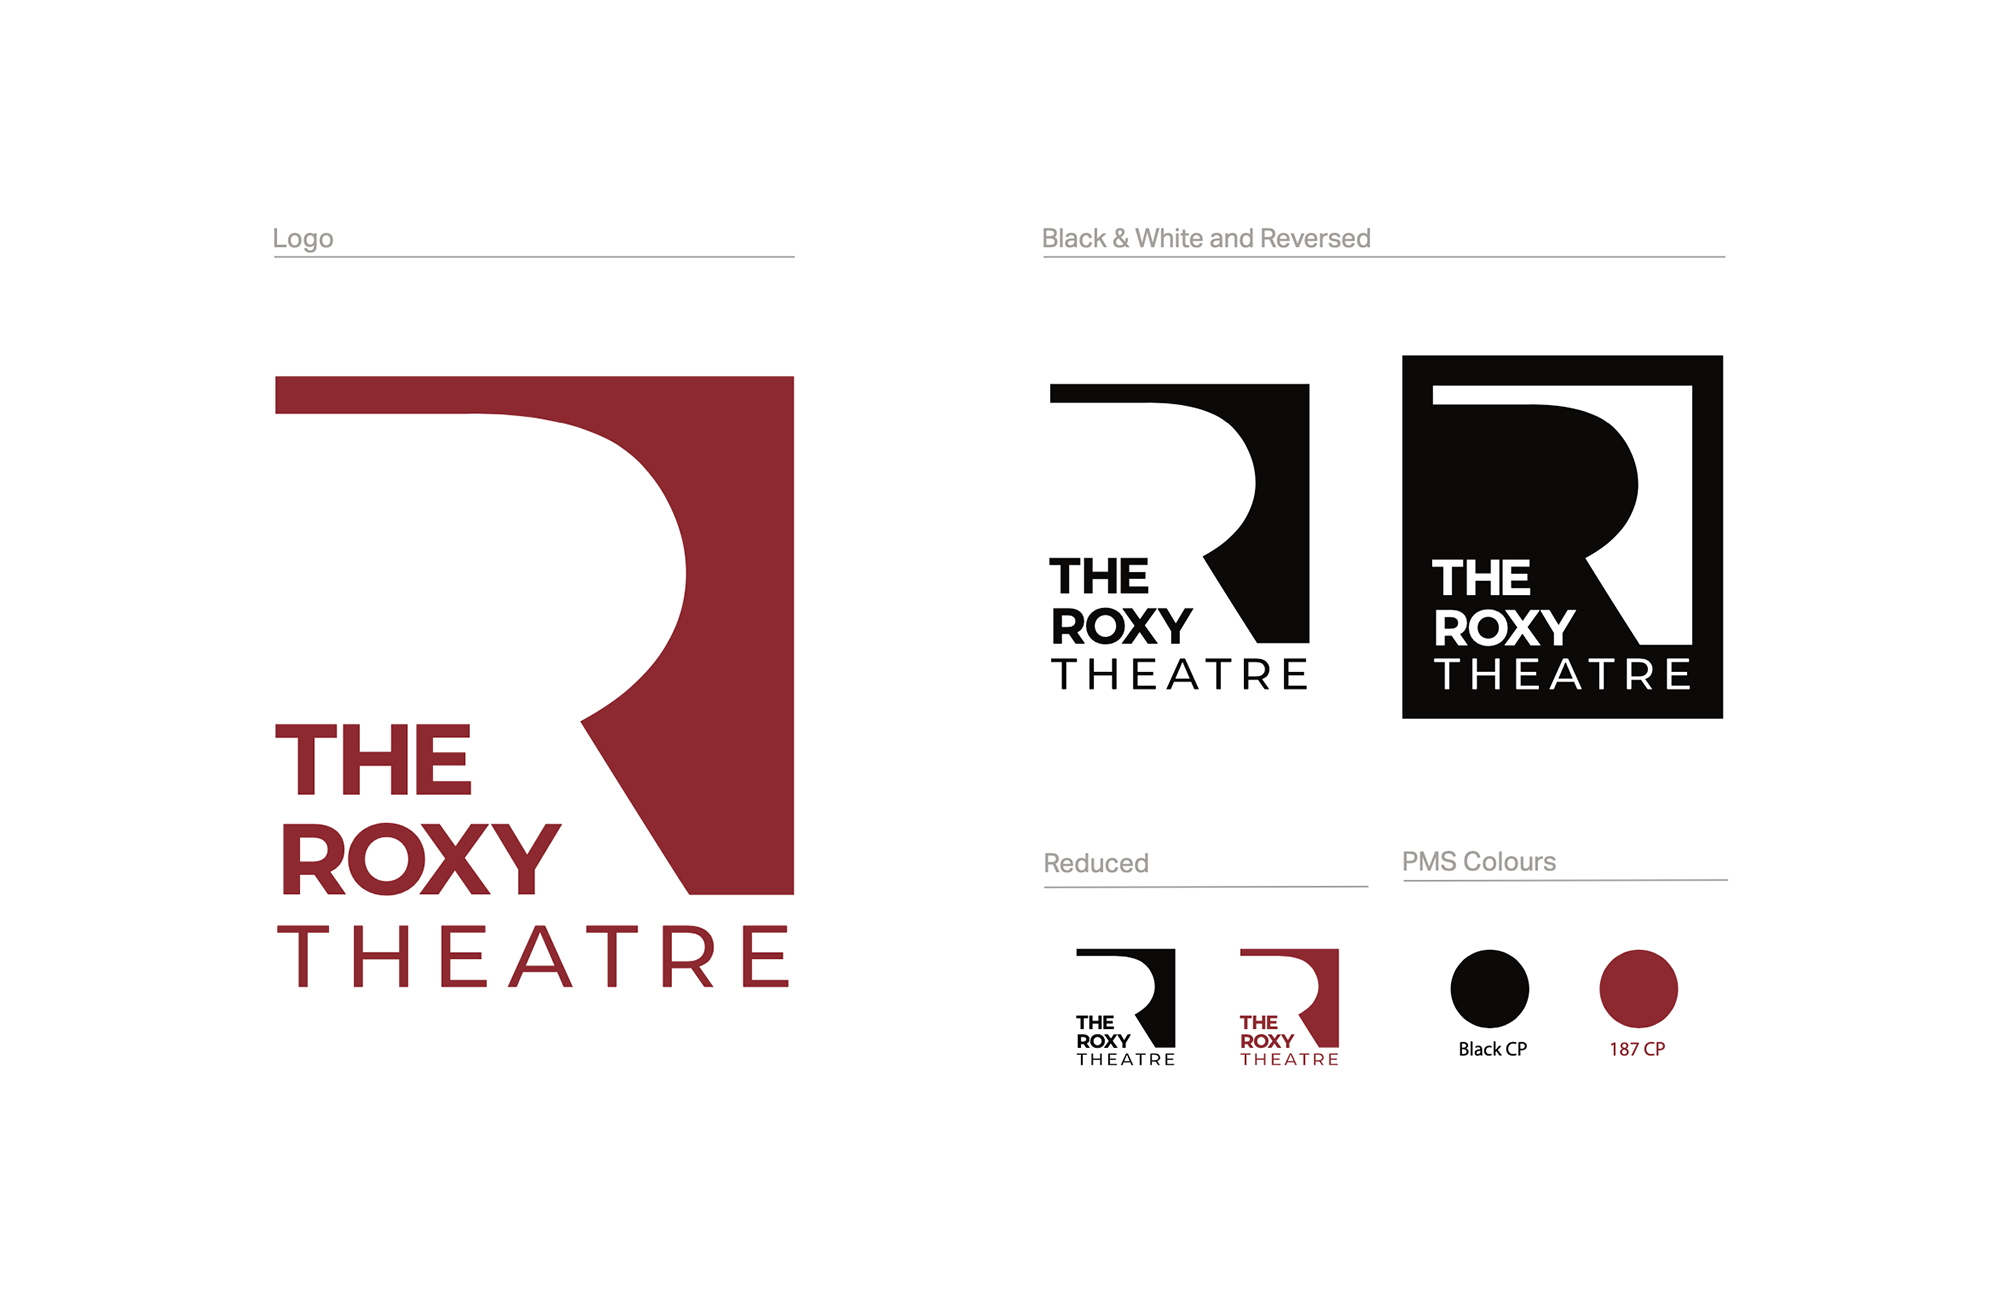 Logo
THE
ROXY
THEATRE
Black & White and Reversed
THE
ROXY
THEATRE
THE
ROXY
THEATRE
Reduced
THE
ROXY
THEATRE
THE
ROXY
THEATRE
PMS Colours
Black CP
187 CP